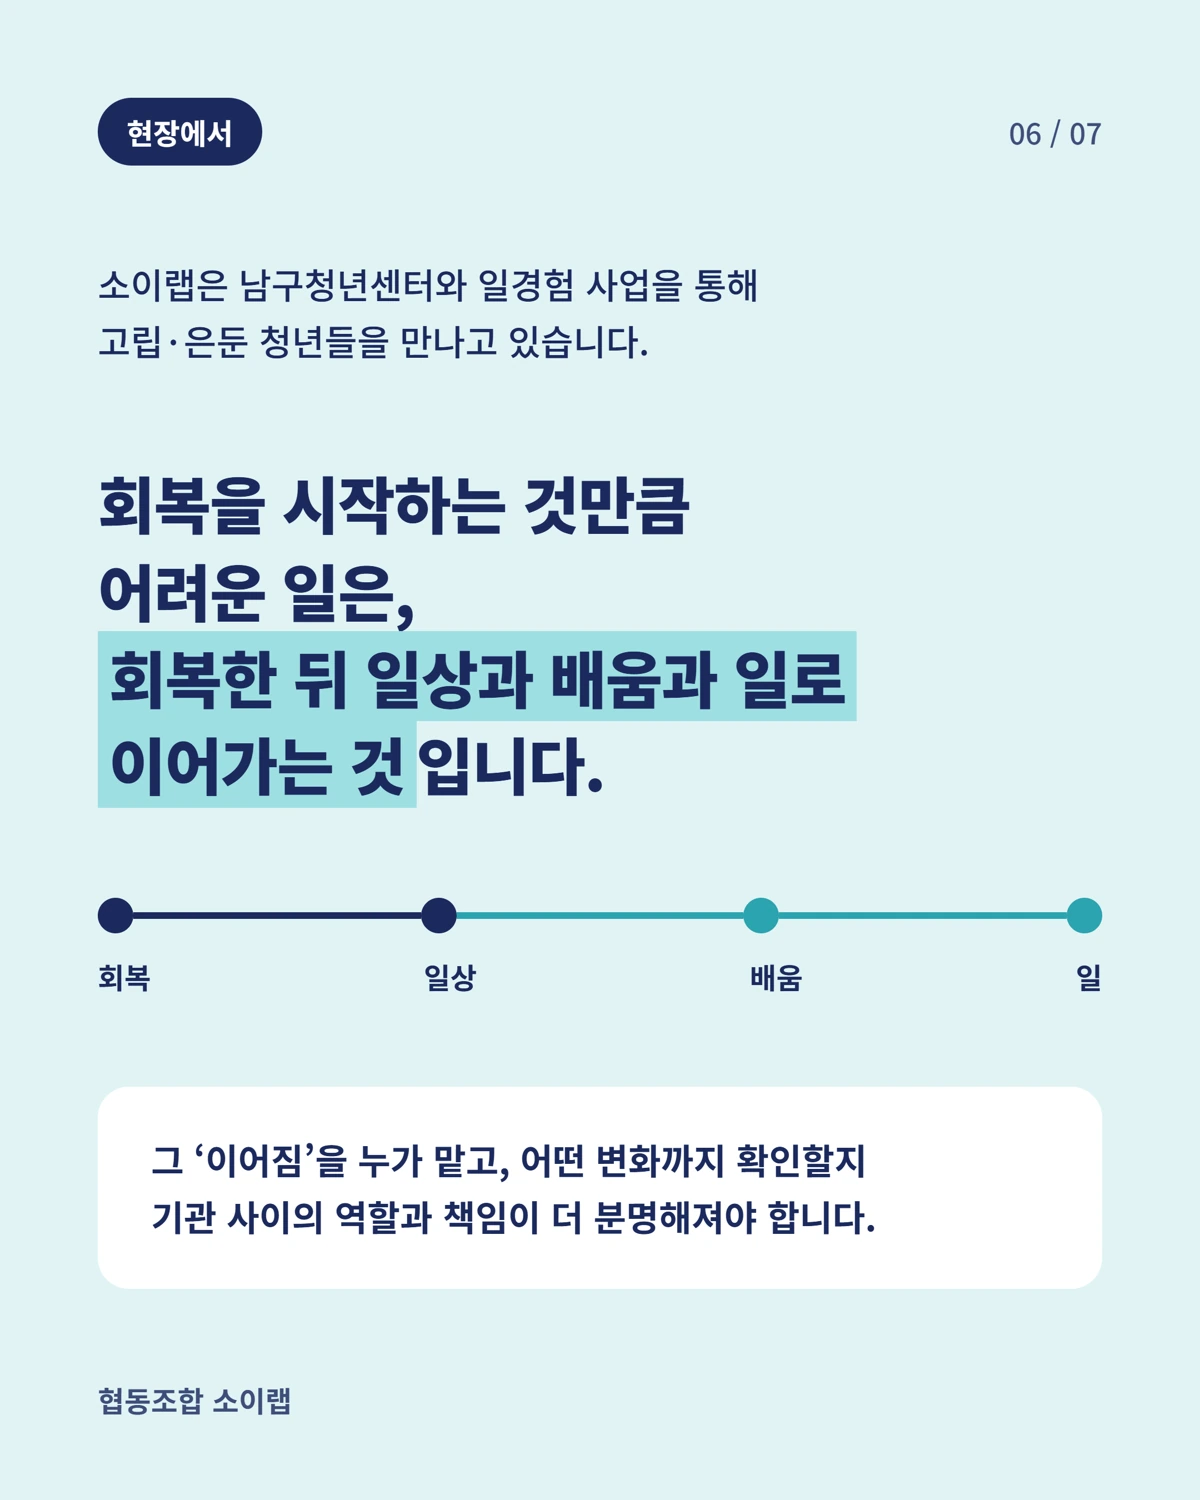 현장에서
06 / 07
소이랩은 남구청년센터와 일경험 사업을 통해
고립·은둔 청년들을 만나고 있습니다.
회복을 시작하는 것만큼
어려운 일은,
회복한 뒤 일상과 배움과 일로
이어가는 것입니다.
회복
일상
배움
일
그 ‘이어짐’을 누가 맡고, 어떤 변화까지 확인할지
기관 사이의 역할과 책임이 더 분명해져야 합니다.
협동조합 소이랩